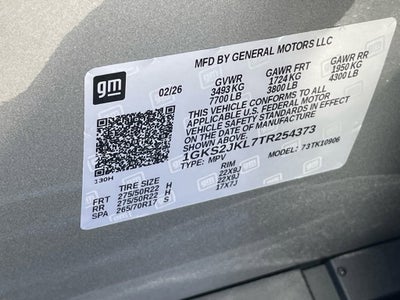 gm
MFD BY GENERAL MOTORS LLC
02/26 GVWR GAWR FRT GAWR RR
3493 KG 1724 KG 1950 KG
7700 LB 3800 LB 4300 LB
THIS VEHICLE CONFORMS TO ALL
APPLICABLE U.S. FEDERAL MOTOR
VEHICLE SAFETY STANDARDS IN EFFECT
ON THE DATE OF
MANUFACTURE SHOWN ABOVE.
1GKS2JKL7TR254373
TYPE: MPV MODEL: 73TK10906
130H
TIRE SIZE RIM
FRT 275/50R22 H 22X9J
RR 275/50R22 H 22X9J
SPA 265/70R17 S 17X7J